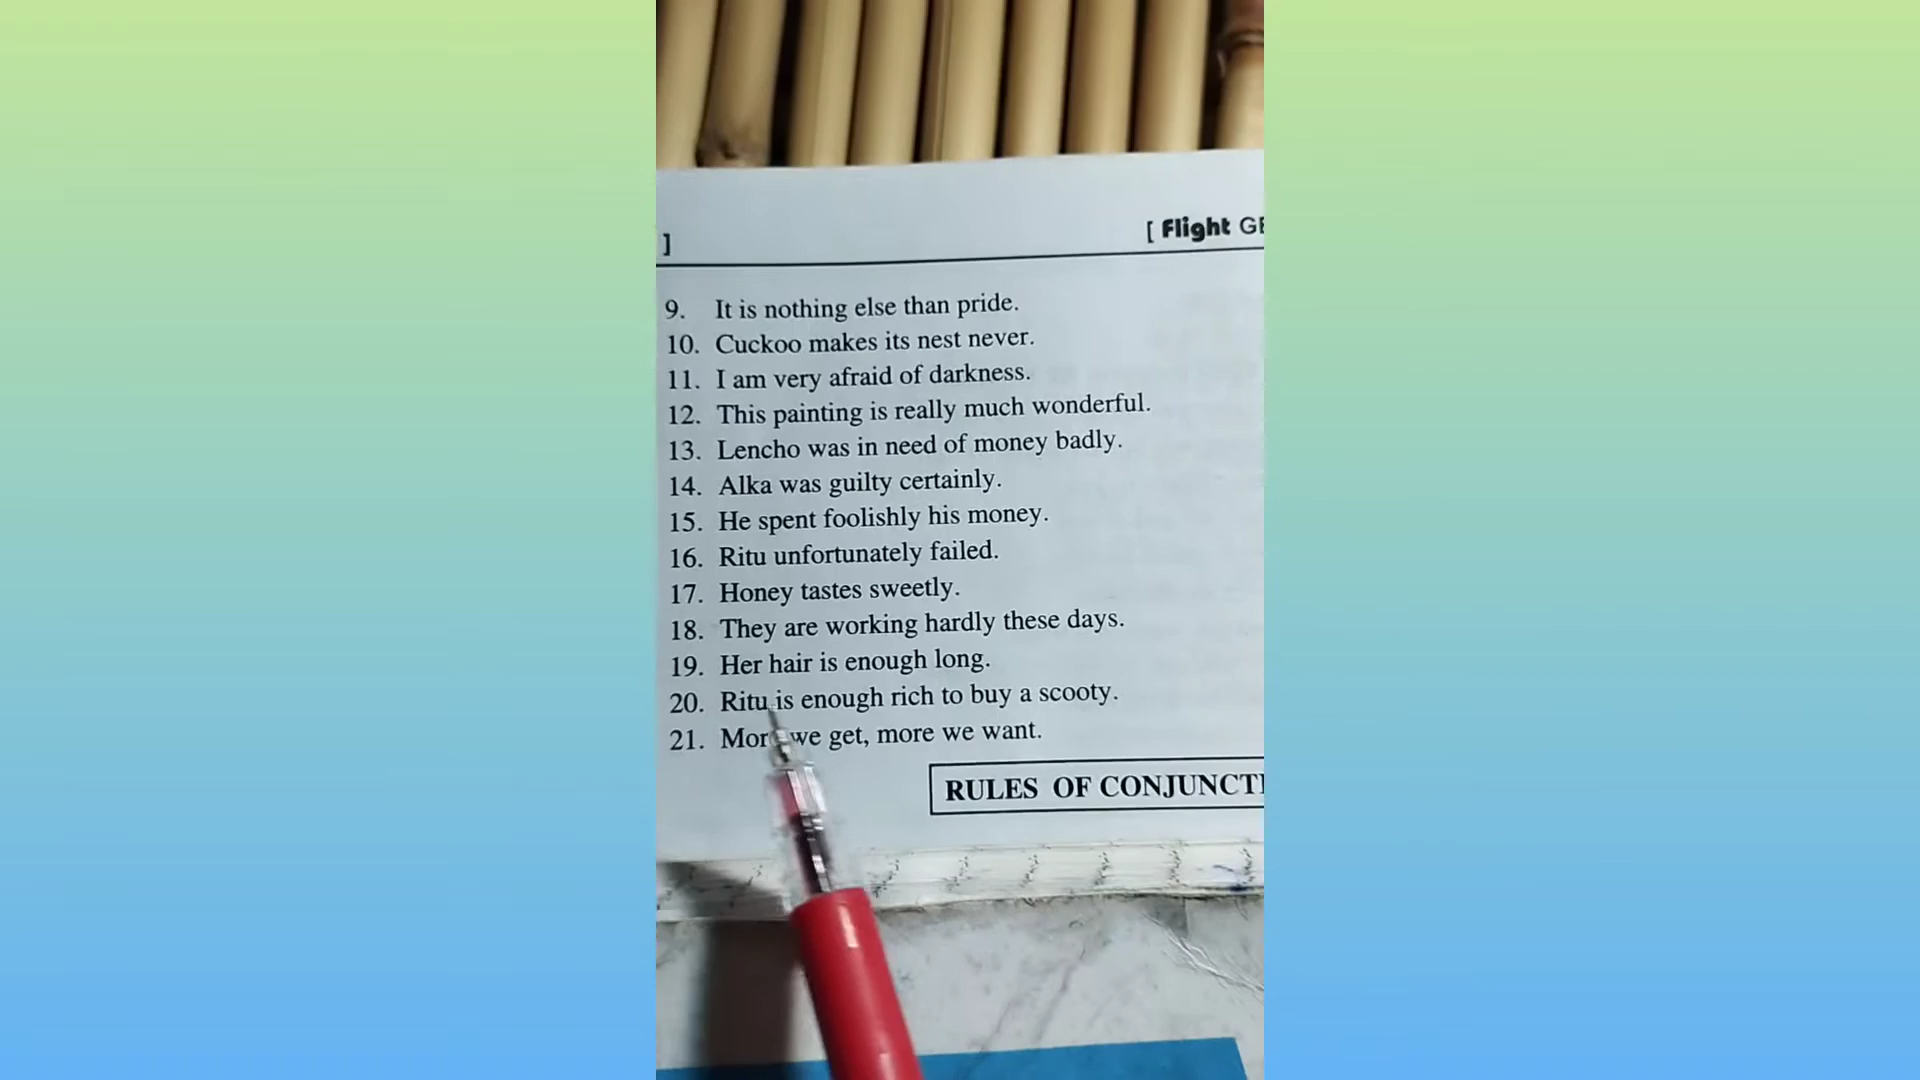 ] [ Flight
9. It is nothing else than pride.
10. Cuckoo makes its nest never.
11. I am very afraid of darkness.
12. This painting is really much wonderful.
13. Lencho was in need of money badly.
14. Alka was guilty certainly.
15. He spent foolishly his money.
16. Ritu unfortunately failed.
17. Honey tastes sweetly.
18. They are working hardly these days.
19. Her hair is enough long.
20. Ritu is enough rich to buy a scooty.
21. More we get, more we want.
RULES OF